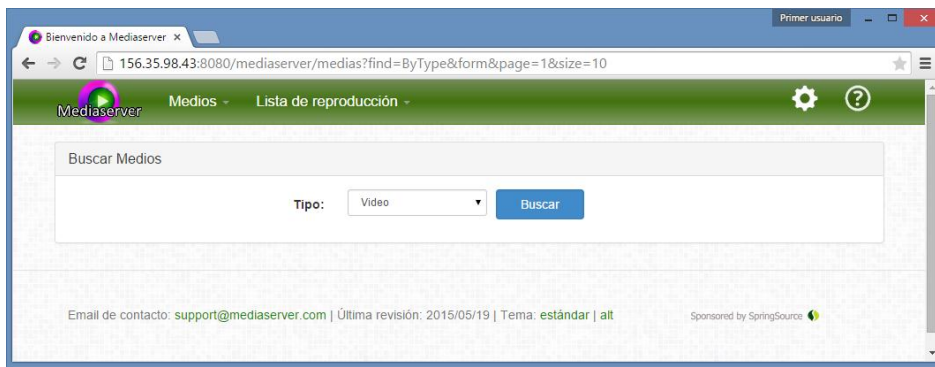 Primer usuario
Bienvenido a Mediaserver
156.35.98.43:8080/mediaserver/medias?find=ByType&form&page=1&size=10
Mediaserver Medios Lista de reproducción
Buscar Medios
Tipo: Video Buscar
Email de contacto: support@mediaserver.com | Última revisión: 2015/05/19 | Tema: estándar | alt Sponsored by SpringSource